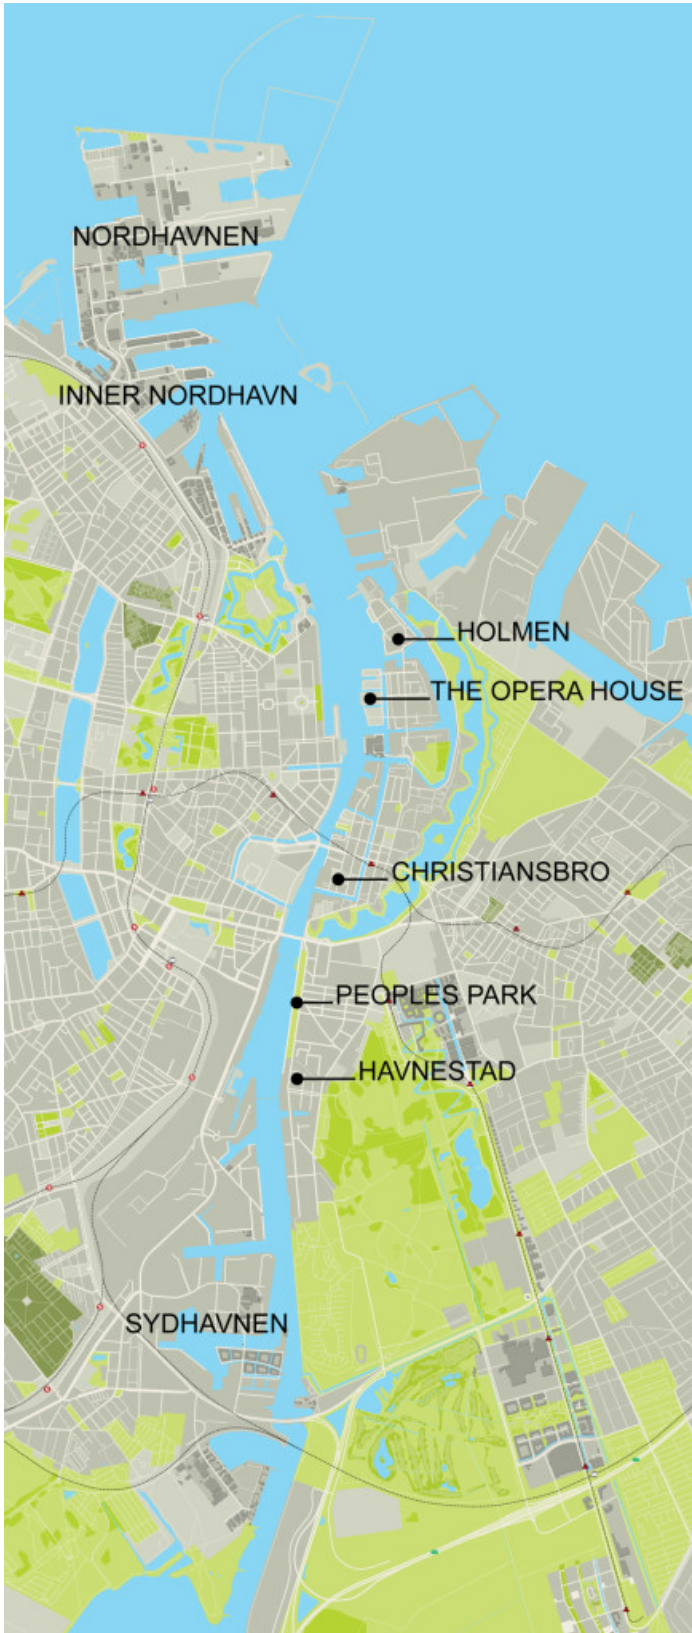 NORDHAVNEN
INNER NORDHAVN
HOLMEN
THE OPERA HOUSE
CHRISTIANSBRO
PEOPLES PARK
HAVNESTAD
SYDHAVNEN